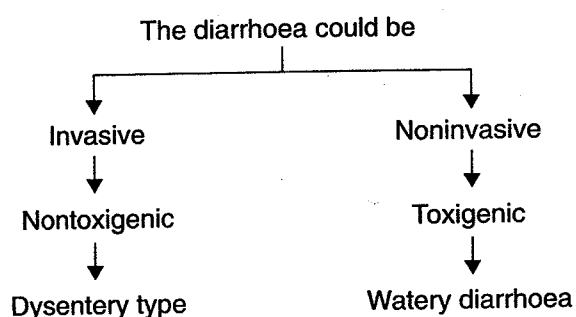 The diarrhoea could be
Invasive
Noninvasive
Nontoxigenic
Toxigenic
Dysentery type
Watery diarrhoea